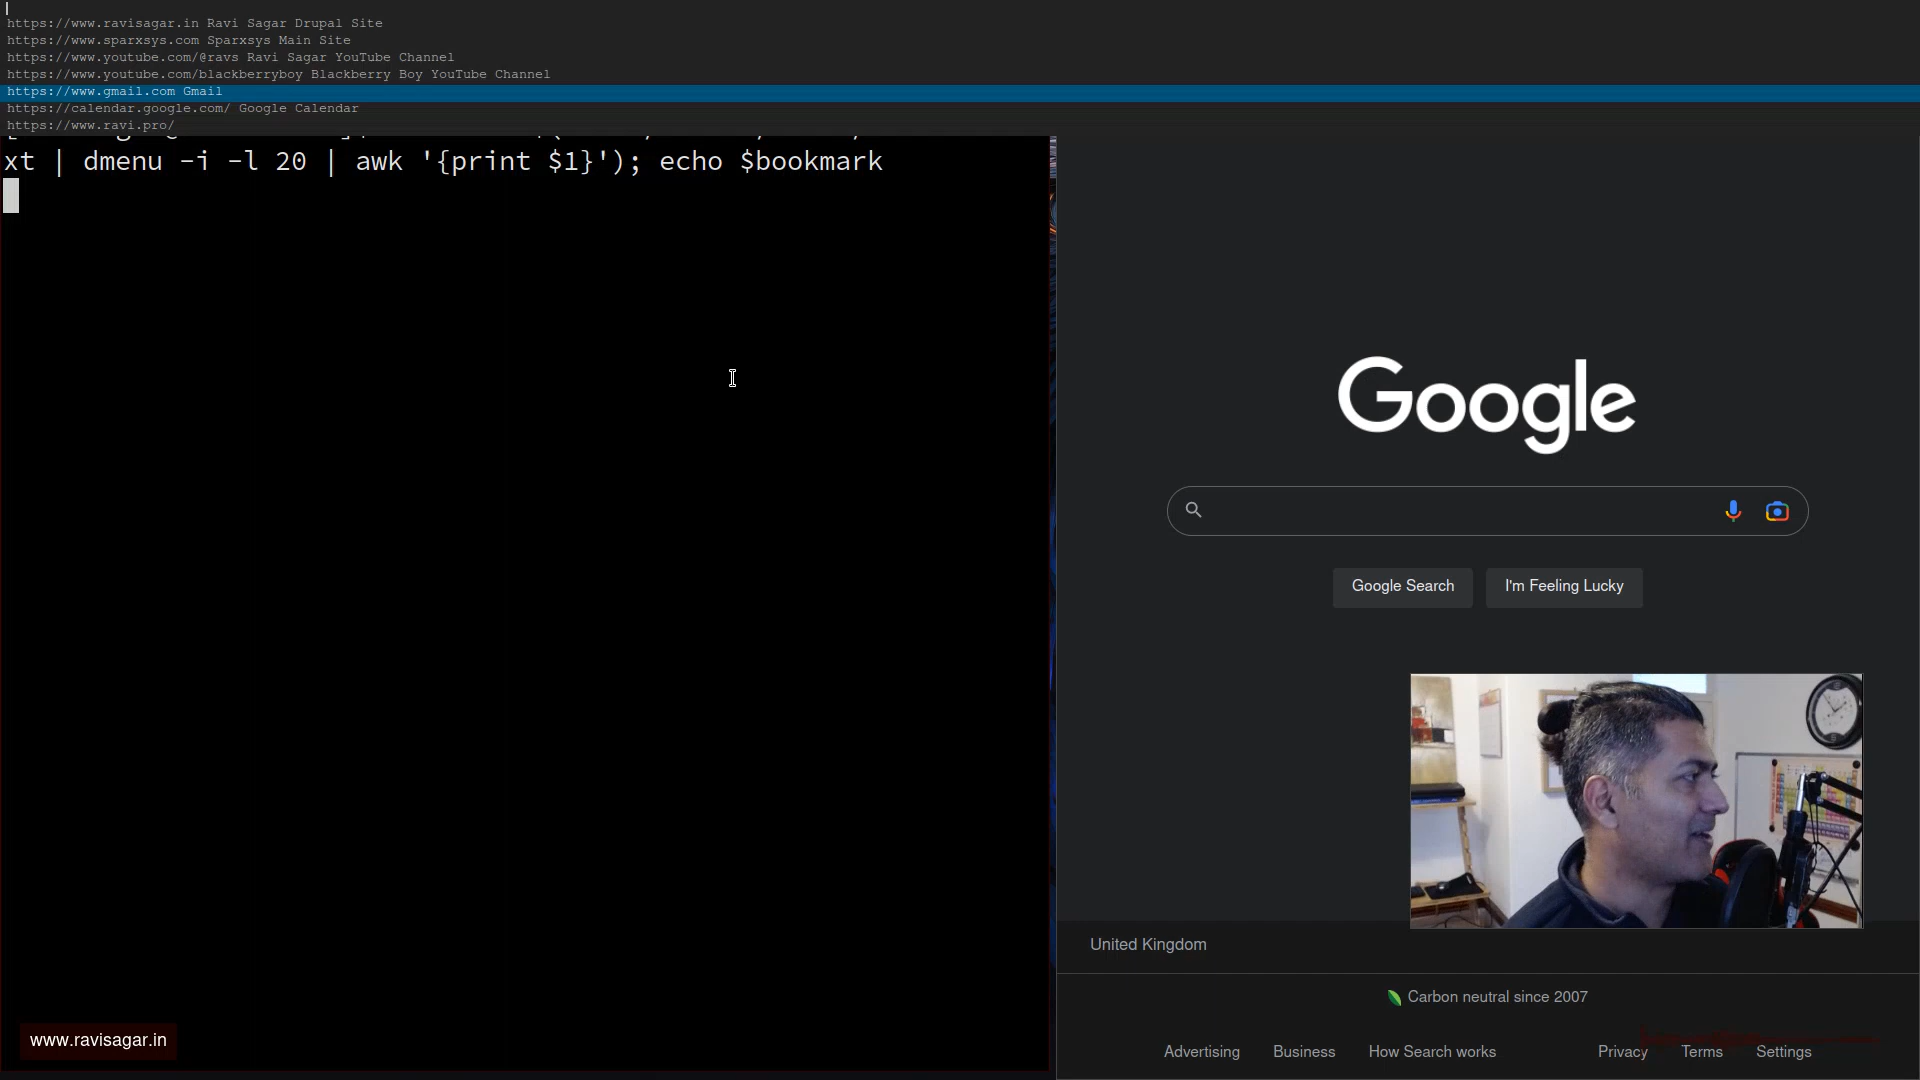 https://www.ravisagar.in Ravi Sagar Drupal Site
https://www.sparxsys.com Sparxsys Main Site
https://www.youtube.com/@ravs Ravi Sagar YouTube Channel
https://www.youtube.com/blackberryboy Blackberry Boy YouTube Channel
https://www.gmail.com Gmail
https://calendar.google.com/ Google Calendar
https://www.ravi.pro/
xt | dmenu -i -l 20 | awk '{print $1}'); echo $bookmark
Google
Google Search
I'm Feeling Lucky
United Kingdom
Carbon neutral since 2007
www.ravisagar.in
Advertising Business How Search works Privacy Terms Settings